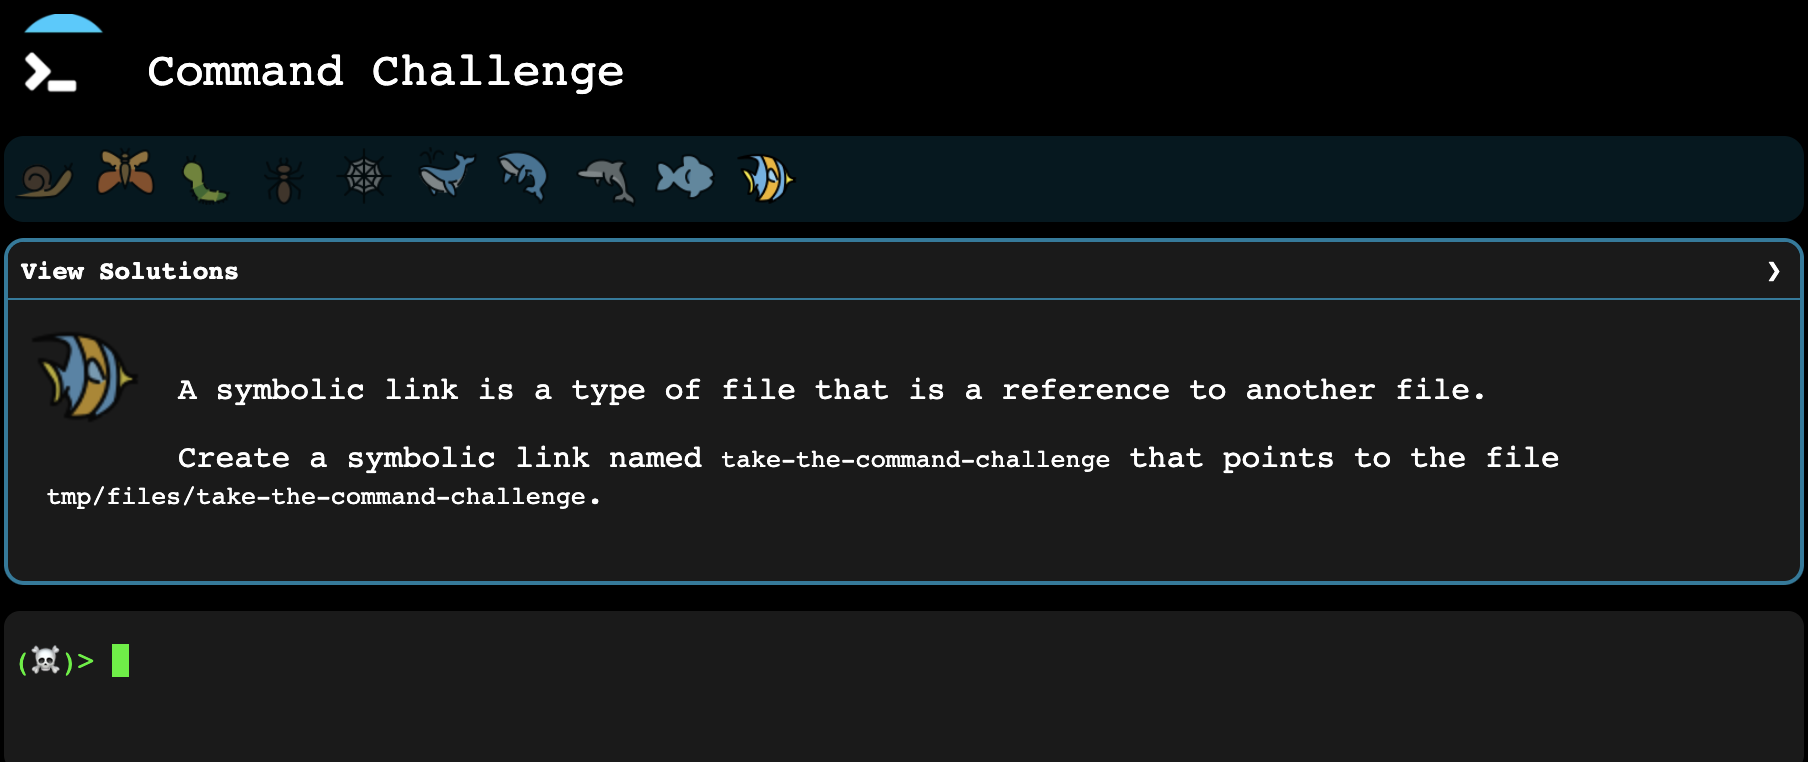 Command Challenge
View Solutions ❯
A symbolic link is a type of file that is a reference to another file.
Create a symbolic link named take-the-command-challenge that points to the file
tmp/files/take-the-command-challenge.
(☠️)>